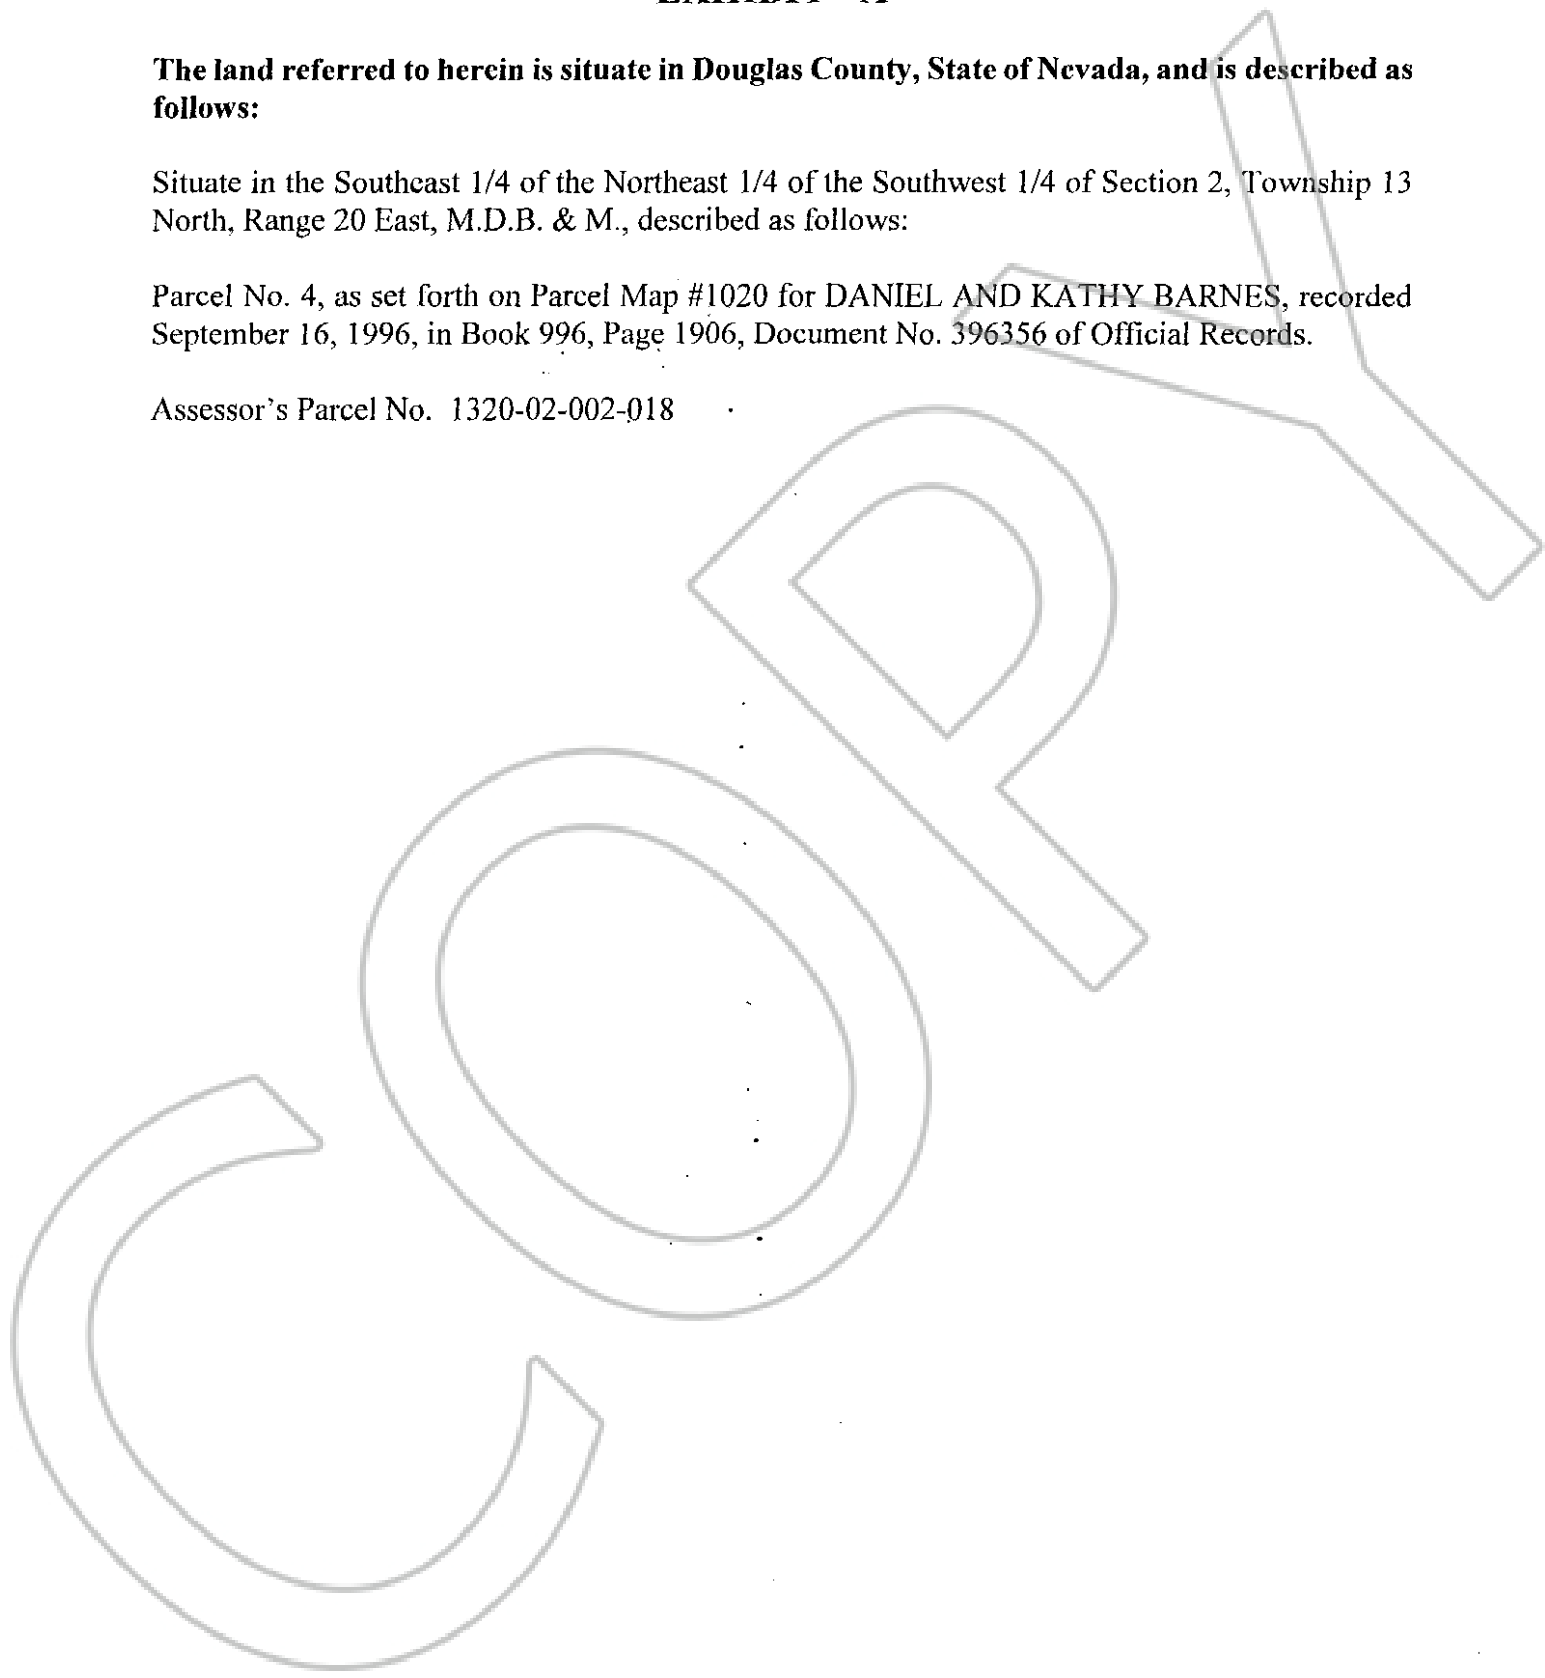 The land referred to herein is situate in Douglas County, State of Nevada, and is described as
follows:
Situate in the Southeast 1/4 of the Northeast 1/4 of the Southwest 1/4 of Section 2, Township 13
North, Range 20 East, M.D.B. & M., described as follows:
Parcel No. 4, as set forth on Parcel Map #1020 for DANIEL AND KATHY BARNES, recorded
September 16, 1996, in Book 996, Page 1906, Document No. 396356 of Official Records.
Assessor's Parcel No. 1320-02-002-018
COPY